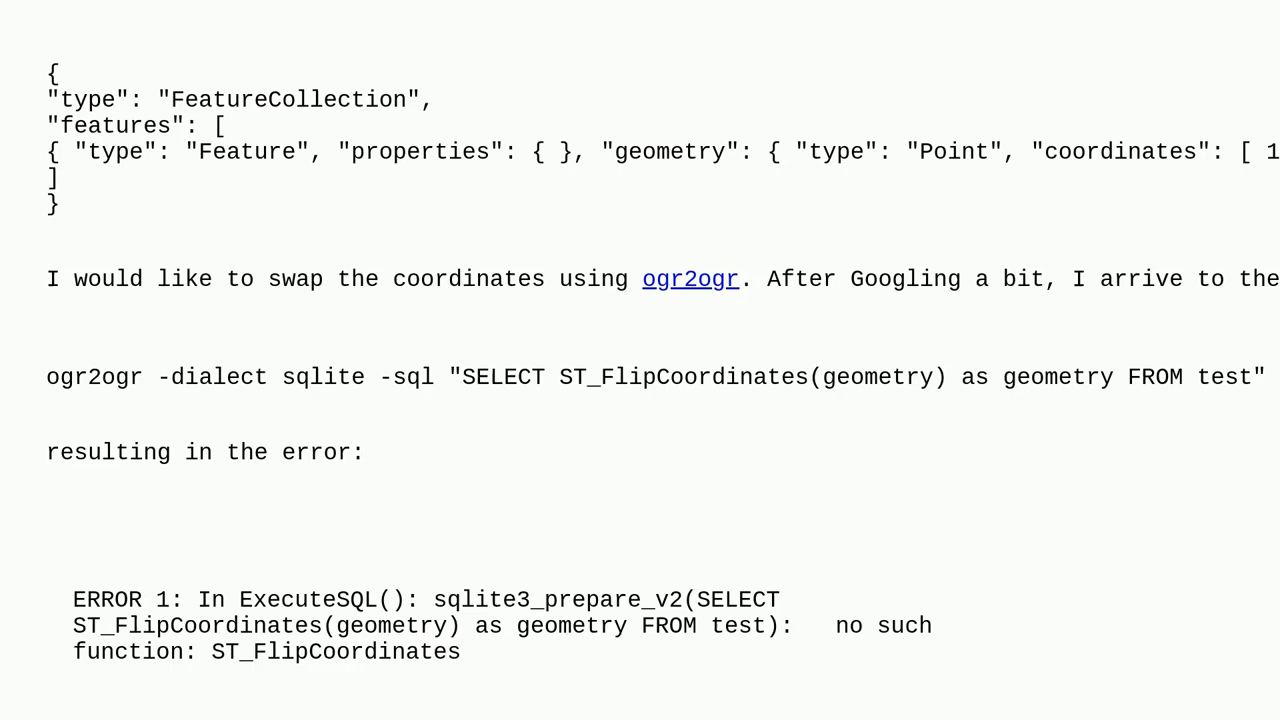 {
"type": "FeatureCollection",
"features": [
{ "type": "Feature", "properties": { }, "geometry": { "type": "Point", "coordinates": [ 1
]
}
I would like to swap the coordinates using ogr2ogr. After Googling a bit, I arrive to the
ogr2ogr -dialect sqlite -sql "SELECT ST_FlipCoordinates(geometry) as geometry FROM test"
resulting in the error:
ERROR 1: In ExecuteSQL(): sqlite3_prepare_v2(SELECT
ST_FlipCoordinates(geometry) as geometry FROM test):   no such
function: ST_FlipCoordinates